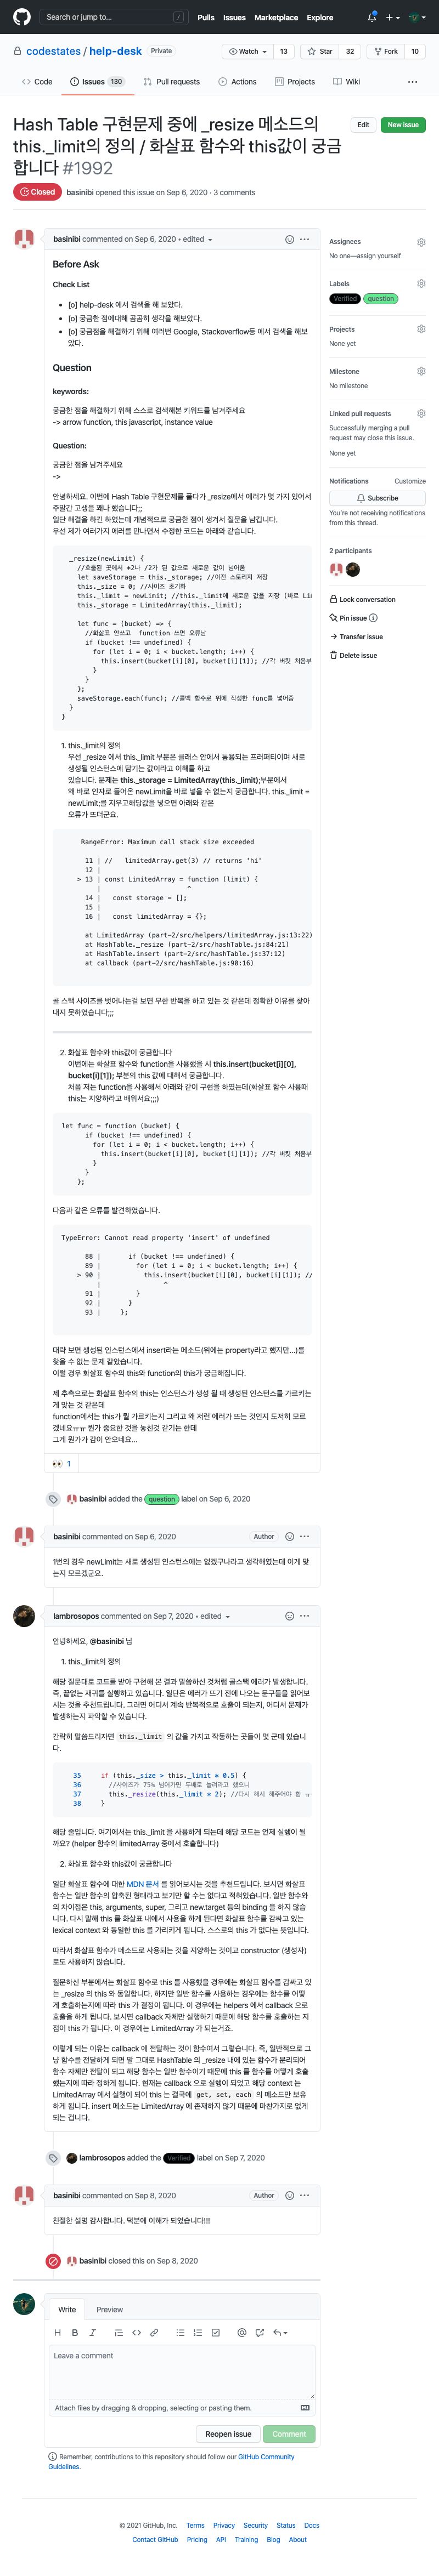 Search or jump to...
/
Pulls Issues Marketplace Explore
codestates / help-desk Private
Watch 13 Star 32 Fork 10
Code Issues 130 Pull requests Actions Projects Wiki
Hash Table 구현문제 중에 _resize 메소드의
this._limit의 정의 / 화살표 함수와 this값이 궁금
합니다 #1992
Edit New issue
Closed basinibi opened this issue on Sep 6, 2020 · 3 comments
basinibi commented on Sep 6, 2020 • edited
Before Ask
Check List
• [o] help-desk 에서 검색을 해 보았다.
• [o] 궁금한 점에대해 곰곰히 생각을 해보았다.
• [o] 궁금점을 해결하기 위해 여러번 Google, Stackoverflow등 에서 검색을 해보
았다.
Question
keywords:
궁금한 점을 해결하기 위해 스스로 검색해본 키워드를 남겨주세요
-> arrow function, this javascript, instance value
Question:
궁금한 점을 남겨주세요
->
안녕하세요. 이번에 Hash Table 구현문제를 풀다가 _resize에서 에러가 몇 가지 있어서
주말간 고생을 꽤나 했습니다;;
일단 해결을 하긴 하였는데 개념적으로 궁금한 점이 생겨서 질문을 남깁니다.
우선 제가 여러가지 에러를 만나면서 수정한 코드는 아래와 같습니다.
_resize(newLimit) {
//호출된 곳에서 *2나 /2가 된 값으로 새로운 값이 넘어옴
let saveStorage = this._storage; //이전 스토리지 저장
this._size = 0; //사이즈 초기화
this._limit = newLimit; //this._limit에 새로운 값을 저장 (바로 Lim
this._storage = LimitedArray(this._limit);
let func = (bucket) => {
//화살표 안쓰고  function 쓰면 오류남
if (bucket !== undefined) {
for (let i = 0; i < bucket.length; i++) {
this.insert(bucket[i][0], bucket[i][1]); //각 버킷 처음부
}
}
};
saveStorage.each(func); //콜백 함수로 위에 작성한 func를 넣어줌
}
}
1. this._limit의 정의
우선 _resize 에서 this._limit 부분은 클래스 안에서 통용되는 프러퍼티이며 새로
생성될 인스턴스에 담기는 값이라고 이해를 하고
있습니다. 문제는 this._storage = LimitedArray(this._limit);부분에서
왜 바로 인자로 들어온 newLimit을 바로 넣을 수 없는지 궁금합니다. this._limit =
newLimit;를 지우고해당값을 넣으면 아래와 같은
오류가 뜨더군요.
RangeError: Maximum call stack size exceeded
11 | //   limitedArray.get(3) // returns 'hi'
12 |
> 13 | const LimitedArray = function (limit) {
|                      ^
14 |   const storage = [];
15 |
16 |   const limitedArray = {};
at LimitedArray (part-2/src/helpers/limitedArray.js:13:22)
at HashTable._resize (part-2/src/hashTable.js:84:21)
at HashTable.insert (part-2/src/hashTable.js:37:12)
at callback (part-2/src/hashTable.js:90:16)
콜 스택 사이즈를 벗어나는걸 보면 무한 반복을 하고 있는 것 같은데 정확한 이유를 찾아
내지 못하였습니다;;;
2. 화살표 함수와 this값이 궁금합니다
이번에는 화살표 함수와 function을 사용했을 시 this.insert(bucket[i][0],
bucket[i][1]); 부분의 this 값에 대해서 궁금합니다.
처음 저는 function을 사용해서 아래와 같이 구현을 하였는데(화살표 함수 사용때
this는 지양하라고 배워서요;;;)
let func = function (bucket) {
if (bucket !== undefined) {
for (let i = 0; i < bucket.length; i++) {
this.insert(bucket[i][0], bucket[i][1]); //각 버킷 처음부
}
}
};
다음과 같은 오류를 발견하였습니다.
TypeError: Cannot read property 'insert' of undefined
88 |       if (bucket !== undefined) {
89 |         for (let i = 0; i < bucket.length; i++) {
> 90 |           this.insert(bucket[i][0], bucket[i][1]); //
|                ^
91 |         }
92 |       }
93 |     };
대략 보면 생성된 인스턴스에서 insert라는 메소드(위에는 property라고 했지만...)를
찾을 수 없는 문제 같았습니다.
이럴 경우 화살표 함수의 this와 function의 this가 궁금해집니다.
제 추측으로는 화살표 함수의 this는 인스턴스가 생성 될 때 생성된 인스턴스를 가르키는
게 맞는 것 같은데
function에서는 this가 뭘 가르키는지 그리고 왜 저런 에러가 뜨는 것인지 도저히 모르
겠네요ㅠㅠ 뭔가 중요한 것을 놓친것 같기는 한데
그게 뭔가가 감이 안오네요...
👀 1
basinibi added the question label on Sep 6, 2020
basinibi commented on Sep 6, 2020 Author
1번의 경우 newLimit는 새로 생성된 인스턴스에는 없겠구나라고 생각해였는데 이게 맞
는지 모르겠군요.
lambrosopos commented on Sep 7, 2020 • edited
안녕하세요, @basinibi 님
1. this._limit의 정의
해당 질문대로 코드를 받아 구현해 본 결과 말씀하신 것처럼 콜스택 에러가 발생합니다.
즉, 끝없는 재귀를 실행하고 있습니다. 일단은 에러가 뜨기 전에 나오는 문구들을 읽어보
시는 것을 추천드립니다. 그러면 어디서 계속 반복적으로 호출이 되는지, 어디서 문제가
발생하는지 파악할 수 있습니다.
간략히 말씀드리자면 this._limit 의 값을 가지고 작동하는 곳들이 몇 군데 있습니
다.
35     if (this._size > this._limit * 0.5) {
36       //사이즈가 75% 넘어가면 두배로 늘려라고 했으니
37       this._resize(this._limit * 2); //다시 해시 해주어야 함 ㅠ
38     }
해당 줄입니다. 여기에서는 this._limit 을 사용하게 되는데 해당 코드는 언제 실행이 될
까요? (helper 함수의 limitedArray 중에서 호출합니다)
2. 화살표 함수와 this값이 궁금합니다
일단 화살표 함수에 대한 MDN 문서 를 읽어보시는 것을 추천드립니다. 보시면 화살표
함수는 일반 함수의 압축된 형태라고 보기만 할 수는 없다고 적혀있습니다. 일반 함수와
의 차이점은 this, arguments, super, 그리고 new.target 등의 binding 을 하지 않습
니다. 다시 말해 this 를 화살표 내에서 사용을 하게 된다면 화살표 함수를 감싸고 있는
lexical context 와 동일한 this 를 가리키게 됩니다. 스스로의 this 가 없다는 뜻입니다.
따라서 화살표 함수가 메소드로 사용되는 것을 지양하는 것이고 constructor (생성자)
로도 사용하지 않습니다.
질문하신 부분에서는 화살표 함수로 this 를 사용했을 경우에는 화살표 함수를 감싸고 있
는 _resize 의 this 와 동일합니다. 하지만 일반 함수를 사용하는 경우에는 함수를 어떻
게 호출하는지에 따라 this 가 결정이 됩니다. 이 경우에는 helpers 에서 callback 으로
호출을 하게 됩니다. 보시면 callback 자체만 실행하기 때문에 해당 함수를 호출하는 지
점이 this 가 됩니다. 이 경우에는 LimitedArray 가 되는거죠.
이렇게 되는 이유는 callback 에 전달하는 것이 함수여서 그렇습니다. 즉, 일반적으로 그
냥 함수를 전달하게 되면 말 그대로 HashTable 의 _resize 내에 있는 함수가 분리되어
함수 자체만 전달이 되고 해당 함수는 일반 함수이기 때문에 this 를 함수를 어떻게 호출
했는지에 따라 정하게 됩니다. 현재는 callback 으로 실행이 되었고 해당 context 는
LimitedArray 에서 실행이 되어 this 는 결국에 get, set, each 의 메소드만 보유
하게 됩니다. insert 메소드는 LimitedArray 에 존재하지 않기 때문에 마찬가지로 없게
되는 겁니다.
lambrosopos added the Verified label on Sep 7, 2020
basinibi commented on Sep 8, 2020 Author
친절한 설명 감사합니다. 덕분에 이해가 되었습니다!!!
basinibi closed this on Sep 8, 2020
Write Preview
Leave a comment
Attach files by dragging & dropping, selecting or pasting them.
Reopen issue Comment
Remember, contributions to this repository should follow our GitHub Community
Guidelines.
Assignees
No one—assign yourself
Labels
Verified question
Projects
None yet
Milestone
No milestone
Linked pull requests
Successfully merging a pull
request may close this issue.
None yet
Notifications Customize
Subscribe
You're receiving notifications
from this thread.
2 participants
Lock conversation
Pin issue
Transfer issue
Delete issue
© 2021 GitHub, Inc. Terms Privacy Security Status Docs
Contact GitHub Pricing API Training Blog About